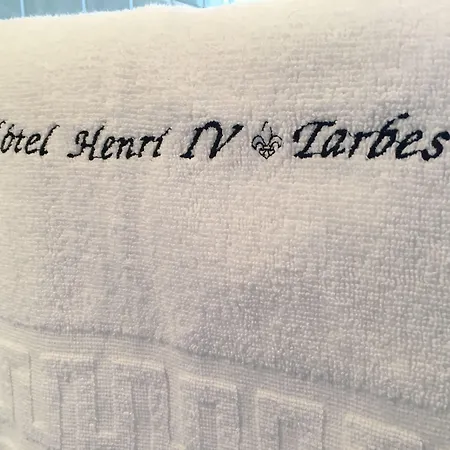 ôtel Henri IV ⚜ Tarbes